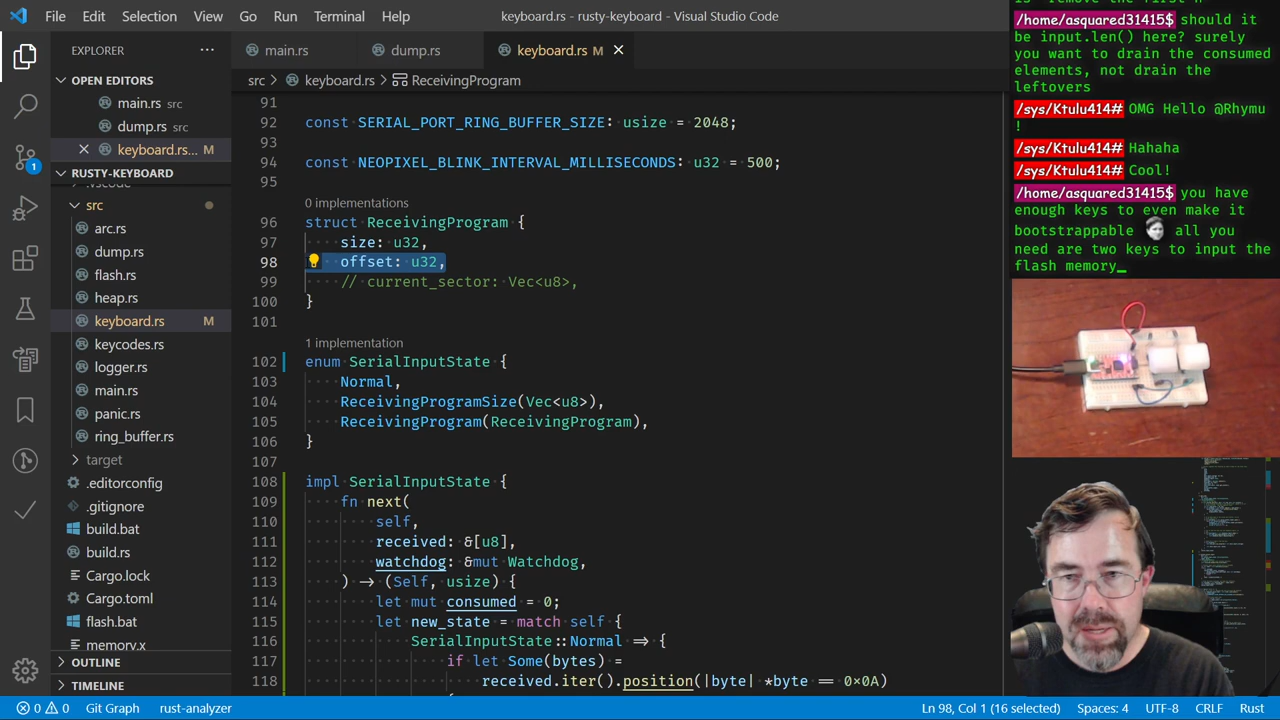 File Edit Selection View Go Run Terminal Help
keyboard.rs - rusty-keyboard - Visual Studio Code
EXPLORER
OPEN EDITORS
main.rs src
dump.rs src
keyboard.rs... M
RUSTY-KEYBOARD
.vscode
src
arc.rs
dump.rs
flash.rs
heap.rs
keyboard.rs M
keycodes.rs
logger.rs
main.rs
panic.rs
ring_buffer.rs
target
.editorconfig
.gitignore
build.bat
build.rs
Cargo.lock
Cargo.toml
flash.bat
memory.x
OUTLINE
TIMELINE
1
main.rs dump.rs keyboard.rs M
src > keyboard.rs > ReceivingProgram
91
92 const SERIAL_PORT_RING_BUFFER_SIZE: usize = 2048;
93
94 const NEOPIXEL_BLINK_INTERVAL_MILLISECONDS: u32 = 500;
95
0 implementations
96 struct ReceivingProgram {
97 size: u32,
98 offset: u32,
99 // current_sector: Vec<u8>,
100 }
101
1 implementation
102 enum SerialInputState {
103 Normal,
104 ReceivingProgramSize(Vec<u8>),
105 ReceivingProgram(ReceivingProgram),
106 }
107
108 impl SerialInputState {
109 fn next(
110 self,
111 received: &[u8],
112 watchdog: &mut Watchdog,
113 ) -> (Self, usize) {
114 let mut consumed = 0;
115 let new_state = match self {
116 SerialInputState::Normal => {
117 if let Some(bytes) =
118 received.iter().position(|byte| *byte == 0x0A)
is "remove the first n"
/home/asquared31415$ should it
be input.len() here? surely
you want to drain the consumed
elements, not drain the
leftovers
/sys/Ktulu414# OMG Hello @Rhymu
!
/sys/Ktulu414# Hahaha
/sys/Ktulu414# Cool!
/home/asquared31415$ you have
enough keys to even make it
bootstrappable all you
need are two keys to input the
flash memory_
0 0 Git Graph rust-analyzer
Ln 98, Col 1 (16 selected) Spaces: 4 UTF-8 CRLF Rust